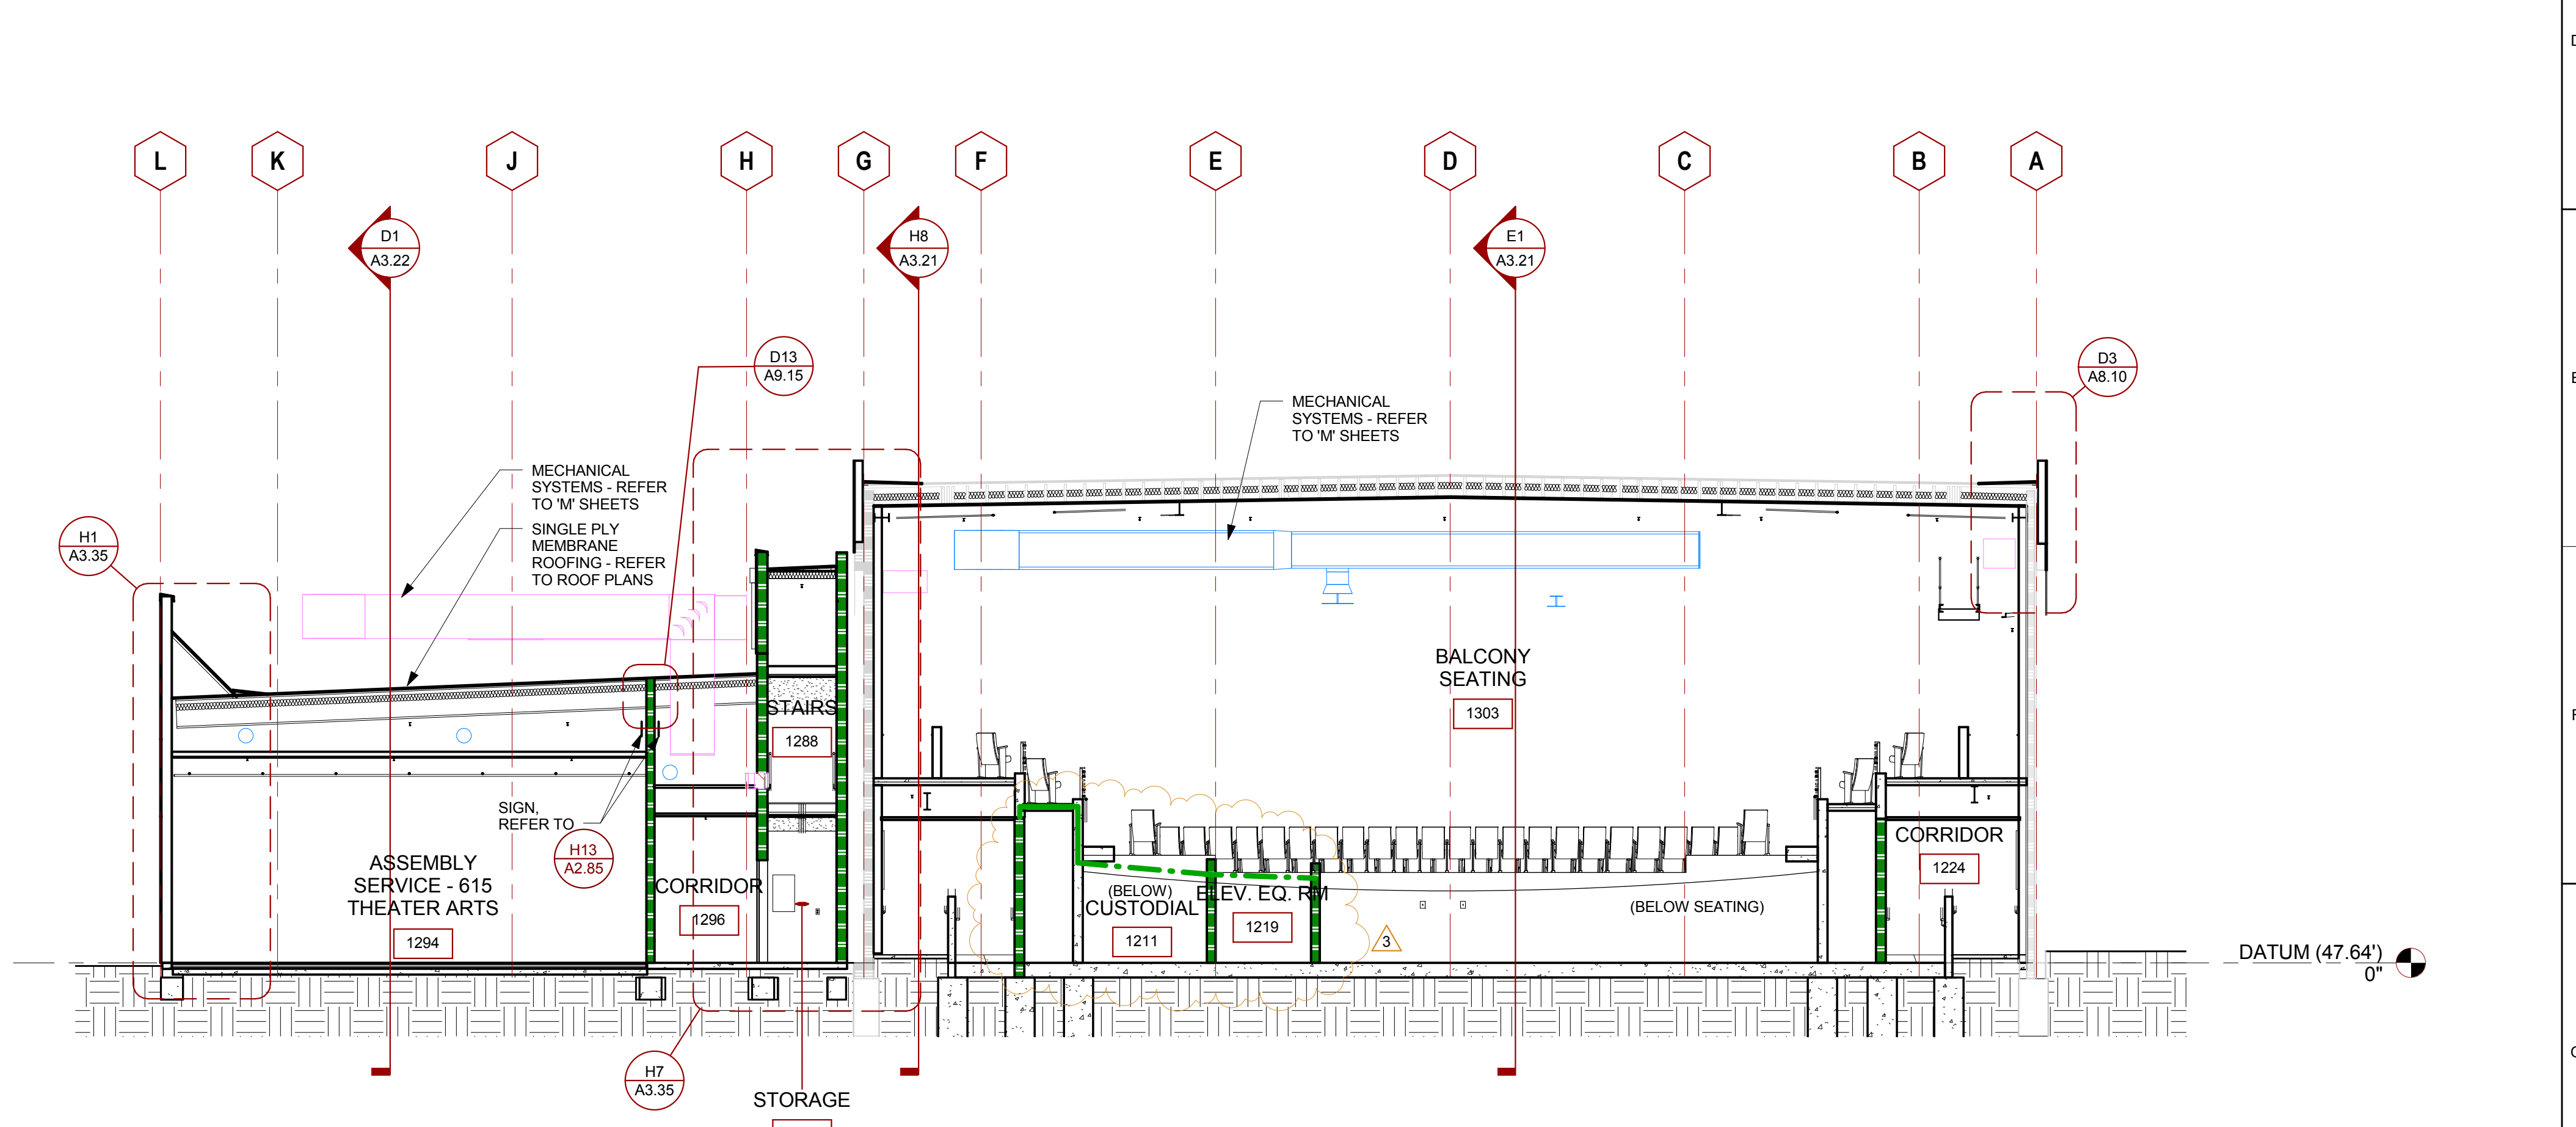 L
K
J
H
G
F
E
D
C
B
A
D1
A3.22
H8
A3.21
E1
A3.21
D13
A9.15
D3
A8.10
MECHANICAL
SYSTEMS - REFER
TO 'M' SHEETS
MECHANICAL
SYSTEMS - REFER
TO 'M' SHEETS
SINGLE PLY
MEMBRANE
ROOFING - REFER
TO ROOF PLANS
H1
A3.35
BALCONY
SEATING
1303
STAIRS
1288
SIGN,
REFER TO
H13
A2.85
ASSEMBLY
SERVICE - 615
THEATER ARTS
1294
CORRIDOR
1296
(BELOW)
CUSTODIAL
1211
ELEV. EQ. RM
1219
3
(BELOW SEATING)
CORRIDOR
1224
DATUM (47.64')
0"
H7
A3.35
STORAGE